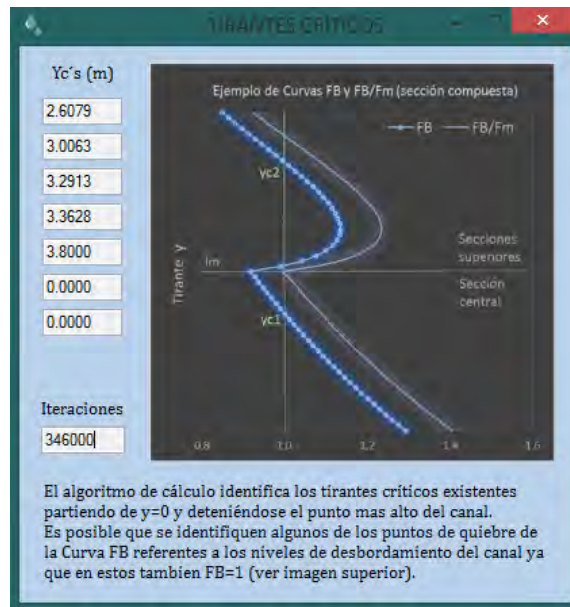 TIRANTES CRITICOS
Yc´s (m)
2.6079
3.0063
3.2913
3.3628
3.8000
0.0000
0.0000
Iteraciones
346000
Ejemplo de Curvas FB y FB/Fm (sección compuesta)
FB
FB/Fm
yc2
Secciones
superiores
lm
Tirante y
Sección
central
yc1
0.8
1.0
1.2
1.4
1.6
El algoritmo de cálculo identifica los tirantes criticos existentes
partiendo de y=0 y deteniéndose el punto mas alto del canal.
Es posible que se identifiquen algunos de los puntos de quiebre de
la Curva FB referentes a los niveles de desbordamiento del canal ya
que en estos tambien FB=1 (ver imagen superior).